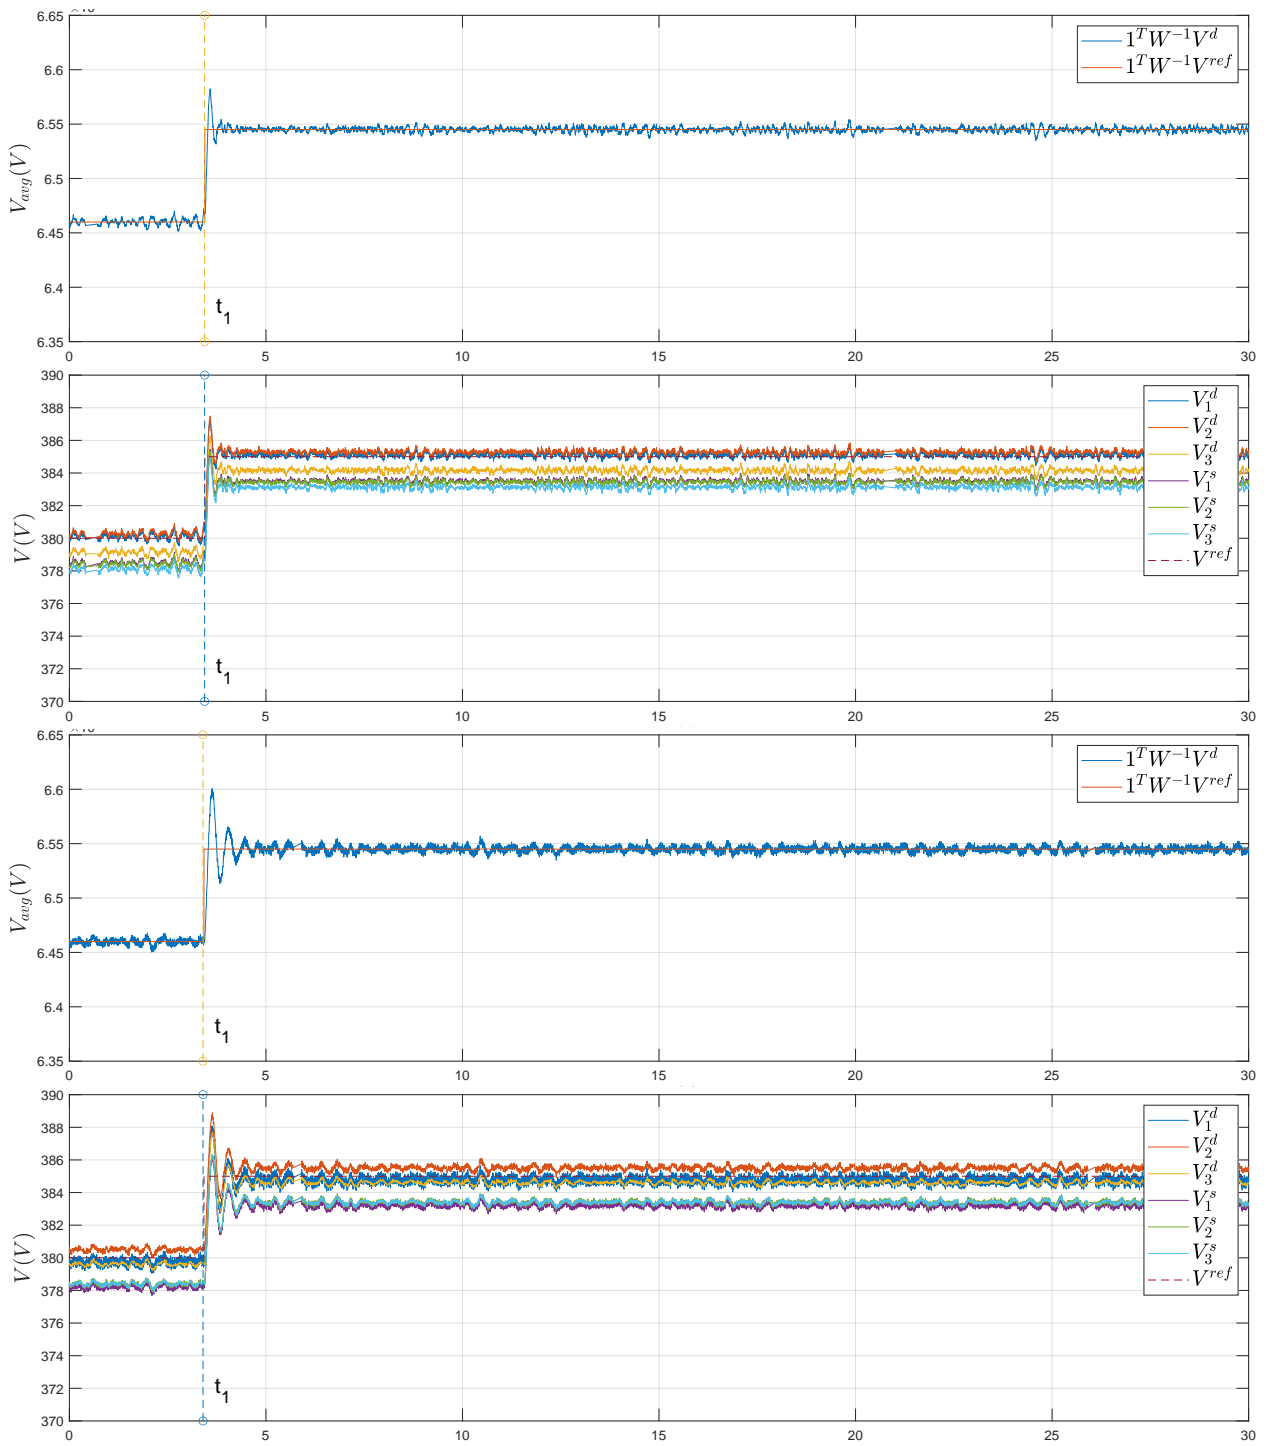 6.65
6.6
6.55
6.5
6.45
6.4
6.35
V_avg(V)
1^T W^-1 V^d
1^T W^-1 V^ref
t_1
0 5 10 15 20 25 30
390
388
386
384
382
380
378
376
374
372
370
V(V)
V_1^d
V_2^d
V_3^d
V_1^s
V_2^s
V_3^s
V^ref
t_1
0 5 10 15 20 25 30
6.65
6.6
6.55
6.5
6.45
6.4
6.35
V_avg(V)
1^T W^-1 V^d
1^T W^-1 V^ref
t_1
0 5 10 15 20 25 30
390
388
386
384
382
380
378
376
374
372
370
V(V)
V_1^d
V_2^d
V_3^d
V_1^s
V_2^s
V_3^s
V^ref
t_1
0 5 10 15 20 25 30